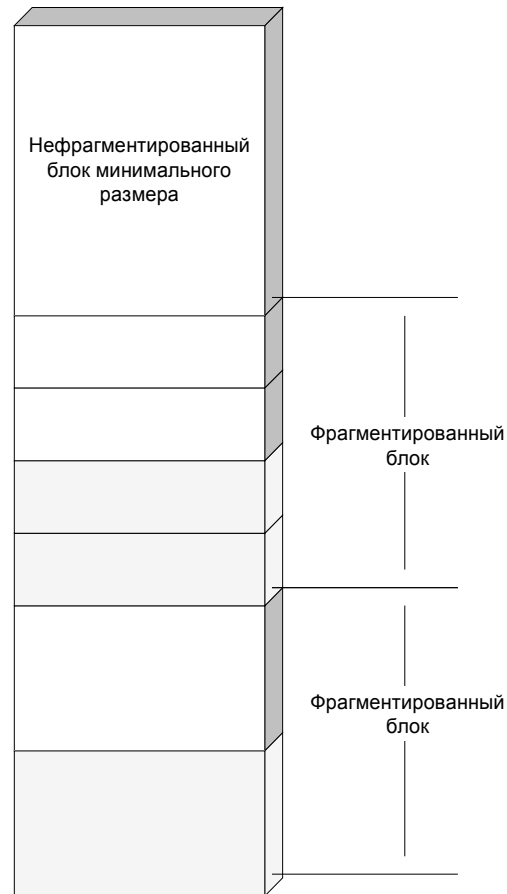 Нефрагментированный
блок минимального
размера
Фрагментированный
блок
Фрагментированный
блок